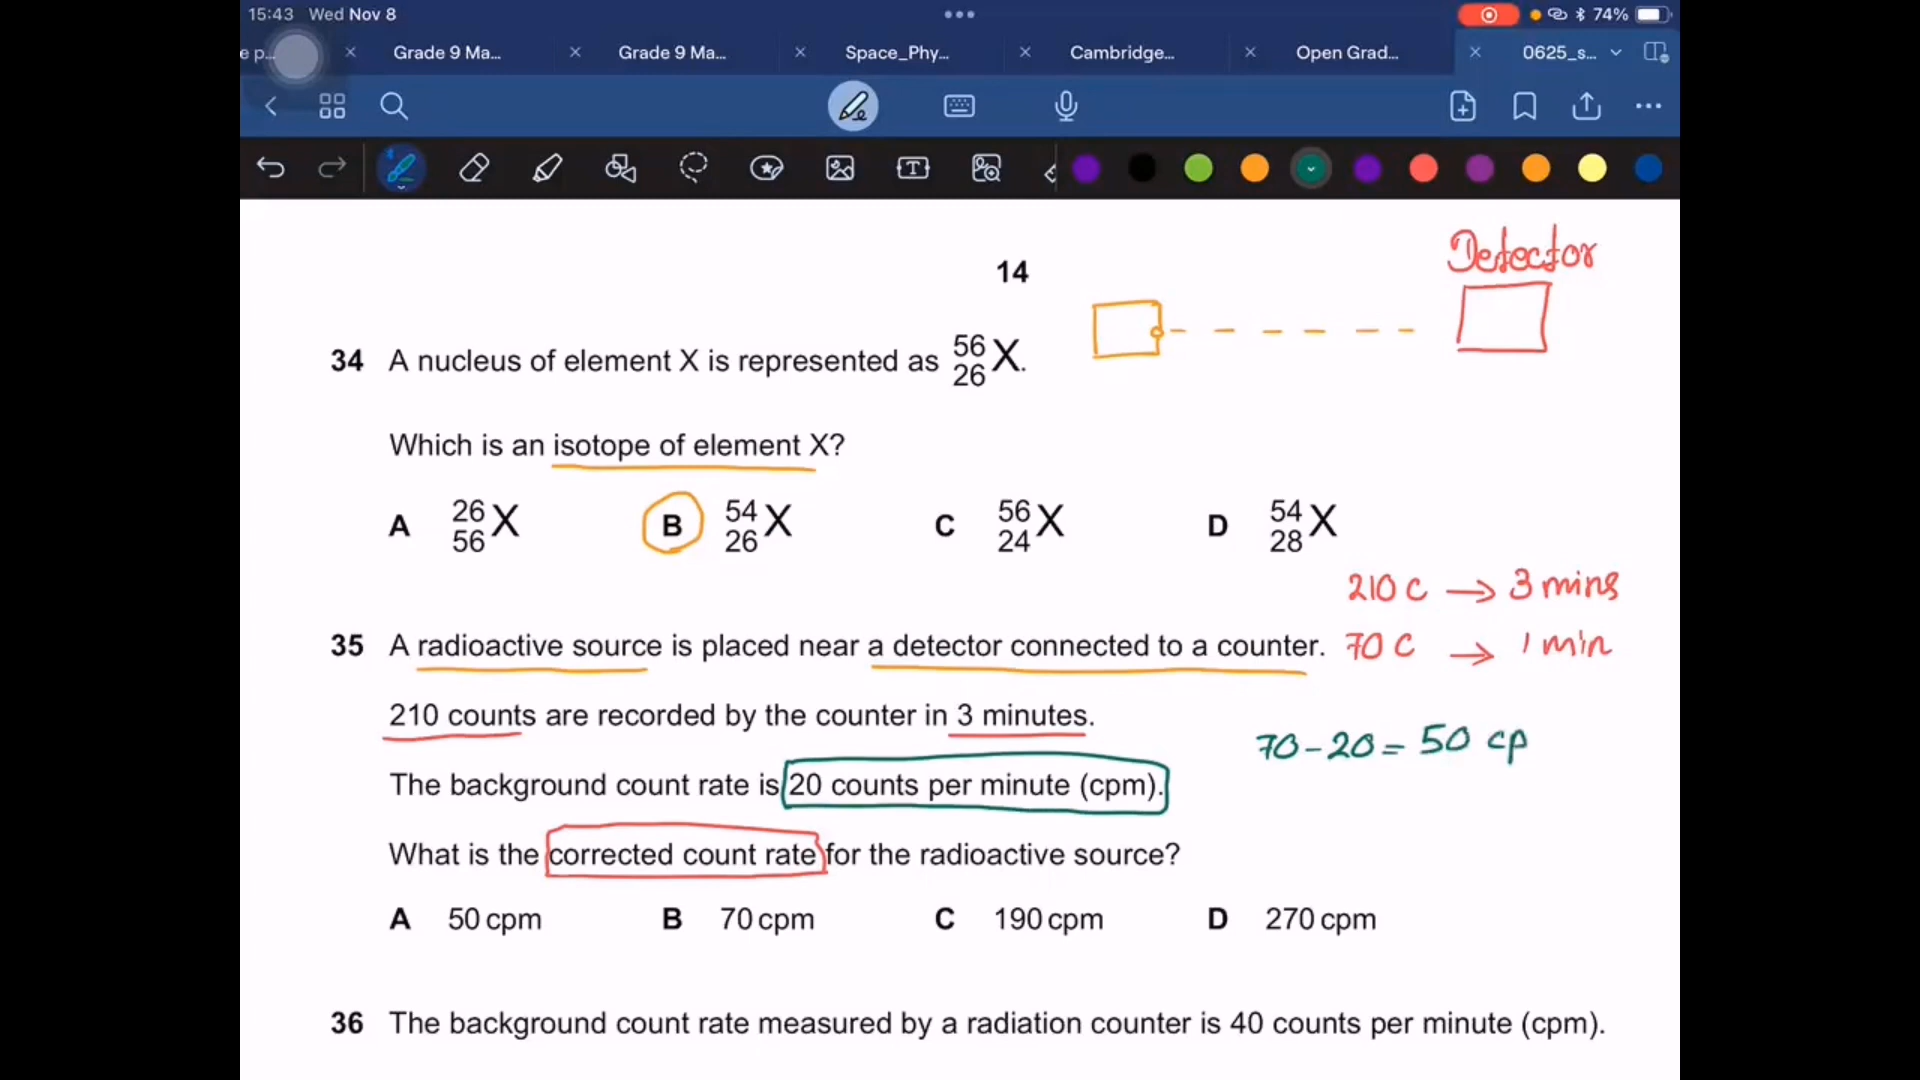 15:43 Wed Nov 8
74%
e p...
Grade 9 Ma...
Grade 9 Ma...
Space_Phy...
Cambridge...
Open Grad...
0625_s...
Detector
14
34 A nucleus of element X is represented as 56 26 X.
Which is an isotope of element X?
A 26 56 X B 54 26 X C 56 24 X D 54 28 X
210 C → 3 mins
35 A radioactive source is placed near a detector connected to a counter.
70 C → 1 min
210 counts are recorded by the counter in 3 minutes.
70 - 20 = 50 cp
The background count rate is 20 counts per minute (cpm).
What is the corrected count rate for the radioactive source?
A 50 cpm B 70 cpm C 190 cpm D 270 cpm
36 The background count rate measured by a radiation counter is 40 counts per minute (cpm).